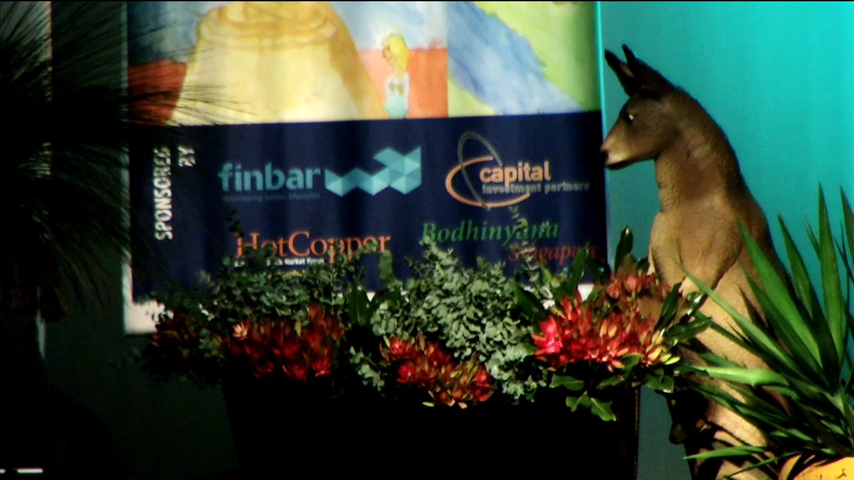 SPONSORED BY
finbar
capital
investment partners
HotCopper
Bodhinyana
Singapore